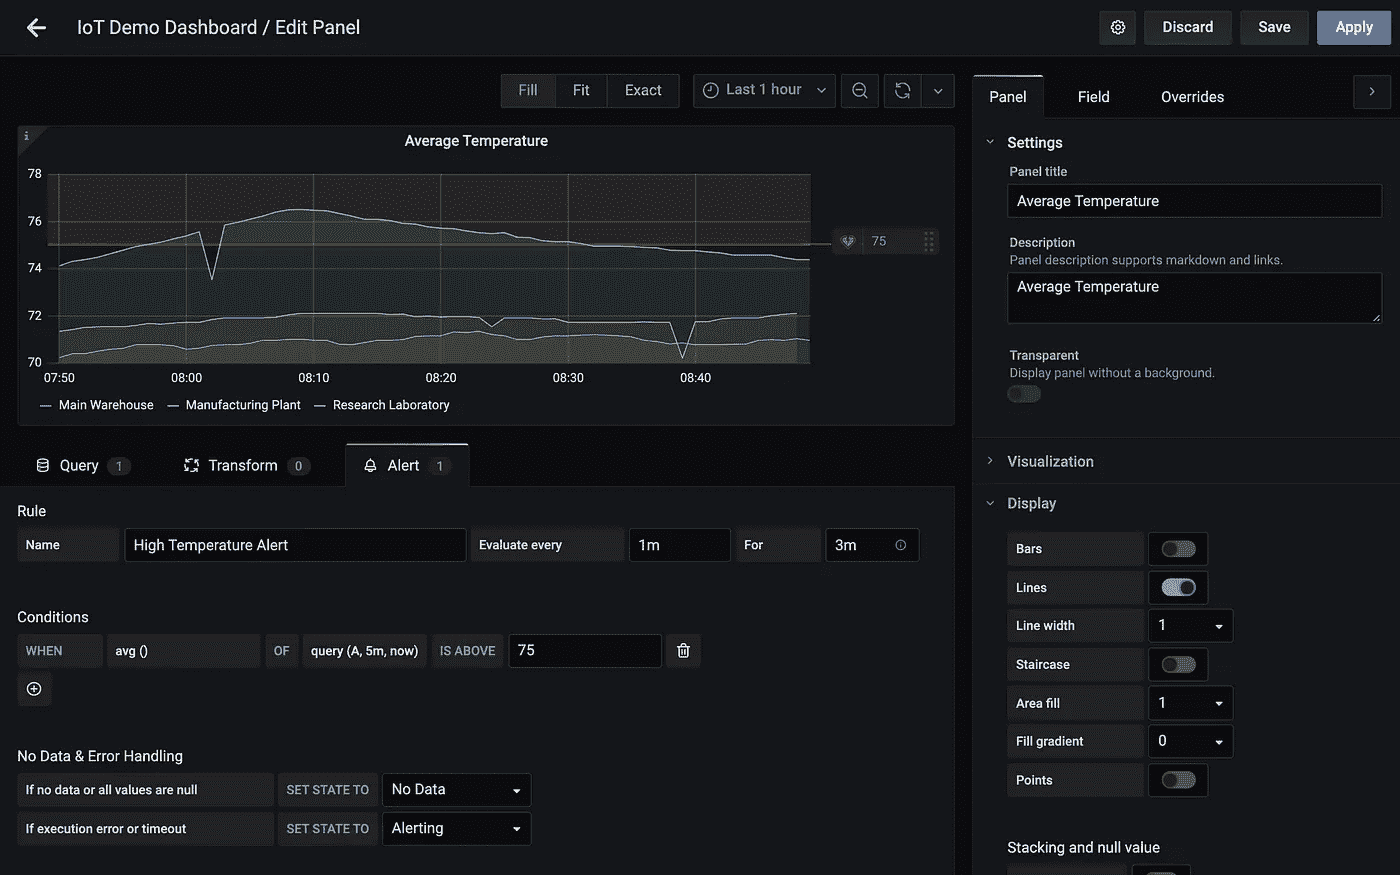 IoT Demo Dashboard / Edit Panel
Discard
Save
Apply
Fill
Fit
Exact
Last 1 hour
Panel
Field
Overrides
i
Average Temperature
78
76
74
72
70
75
07:50
08:00
08:10
08:20
08:30
08:40
Main Warehouse
Manufacturing Plant
Research Laboratory
Settings
Panel title
Average Temperature
Description
Panel description supports markdown and links.
Average Temperature
Transparent
Display panel without a background.
Query 1
Transform 0
Alert 1
Rule
Name
High Temperature Alert
Evaluate every
1m
For
3m
Conditions
WHEN
avg ()
OF
query (A, 5m, now)
IS ABOVE
75
No Data & Error Handling
If no data or all values are null
SET STATE TO
No Data
If execution error or timeout
SET STATE TO
Alerting
Visualization
Display
Bars
Lines
Line width
1
Staircase
Area fill
1
Fill gradient
0
Points
Stacking and null value